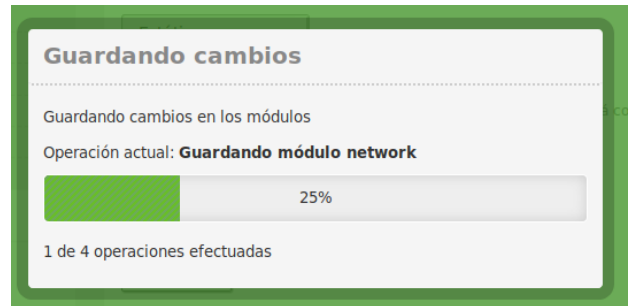 Guardando cambios
Guardando cambios en los módulos
Operación actual: Guardando módulo network
25%
1 de 4 operaciones efectuadas